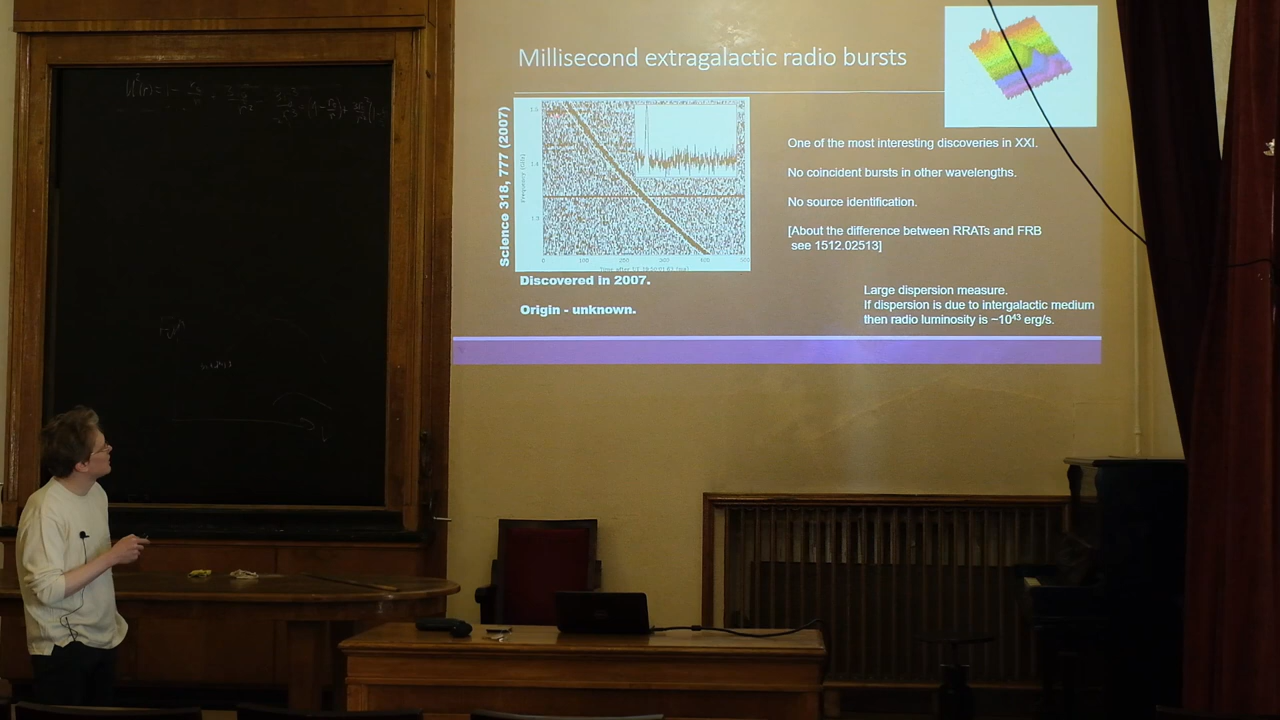 Millisecond extragalactic radio bursts
Science 318, 777 (2007)
One of the most interesting discoveries in XXI.
No coincident bursts in other wavelengths.
No source identification.
[About the difference between RRATs and FRB
see 1512.02513]
Discovered in 2007.
Origin - unknown.
Large dispersion measure.
If dispersion is due to intergalactic medium
then radio luminosity is ~10⁴³ erg/s.